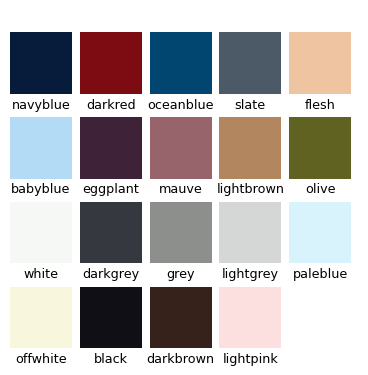 navyblue darkred oceanblue slate flesh
babyblue eggplant mauve lightbrown olive
white darkgrey grey lightgrey paleblue
offwhite black darkbrown lightpink